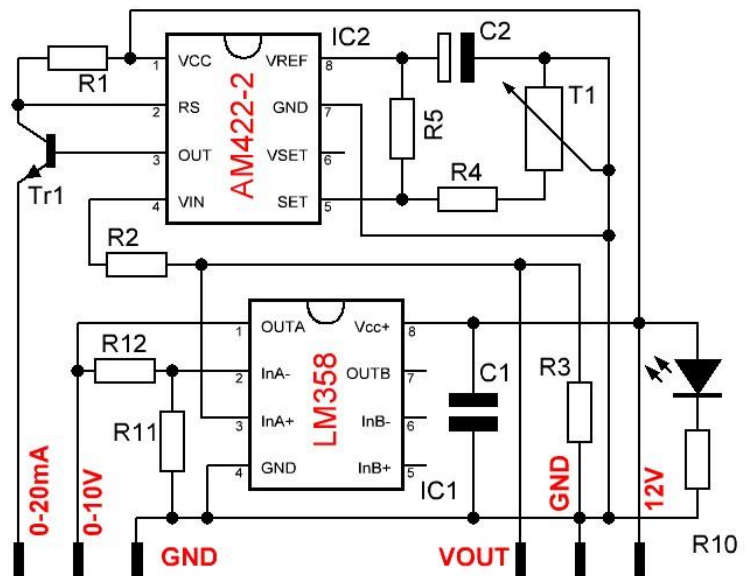 R1
IC2
C2
AM422-2
1 VCC
VREF 8
2 RS
GND 7
3 OUT
VSET 6
4 VIN
SET 5
Tr1
R5
T1
R4
R2
LM358
1 OUTA
Vcc+ 8
2 InA-
OUTB 7
3 InA+
InB- 6
4 GND
InB+ 5
IC1
R12
R11
C1
R3
R10
0-20mA
0-10V
GND
VOUT
GND
12V